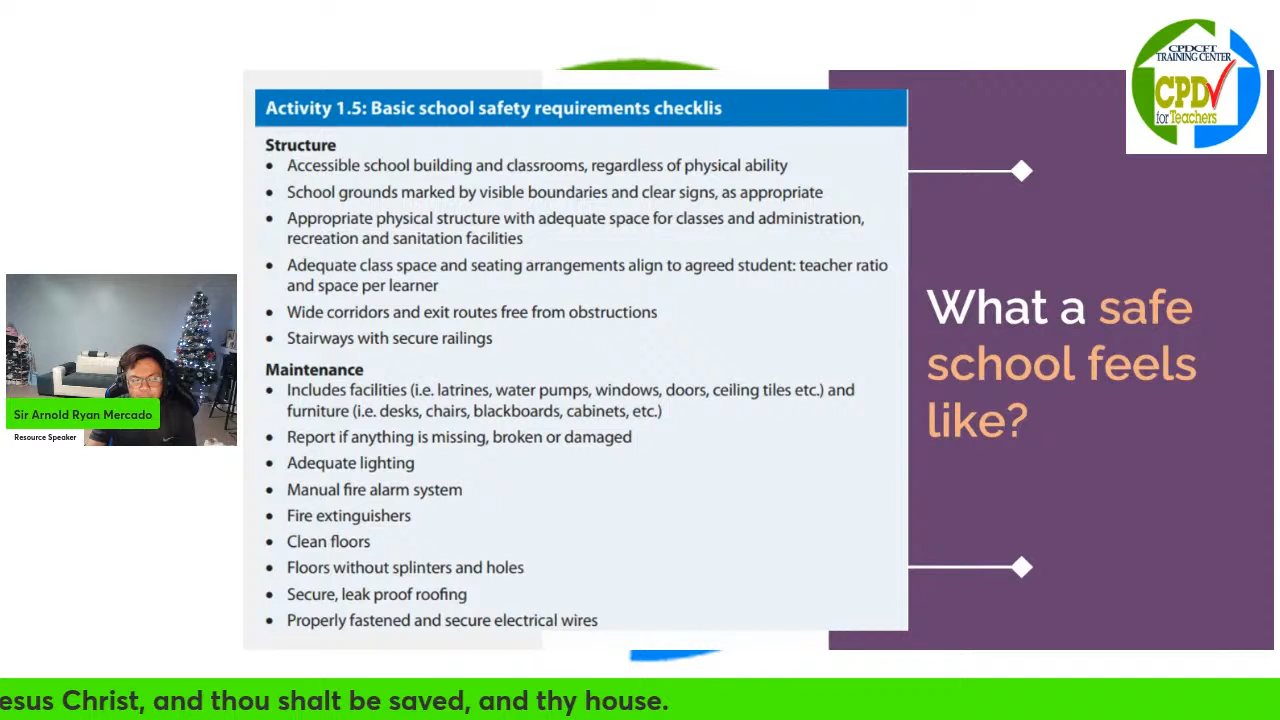 CPDCFT
TRAINING CENTER
CPD
for Teachers
Activity 1.5: Basic school safety requirements checklis
Structure
• Accessible school building and classrooms, regardless of physical ability
• School grounds marked by visible boundaries and clear signs, as appropriate
• Appropriate physical structure with adequate space for classes and administration,
recreation and sanitation facilities
• Adequate class space and seating arrangements align to agreed student: teacher ratio
and space per learner
• Wide corridors and exit routes free from obstructions
• Stairways with secure railings
Maintenance
• Includes facilities (i.e. latrines, water pumps, windows, doors, ceiling tiles etc.) and
furniture (i.e. desks, chairs, blackboards, cabinets, etc.)
• Report if anything is missing, broken or damaged
• Adequate lighting
• Manual fire alarm system
• Fire extinguishers
• Clean floors
• Floors without splinters and holes
• Secure, leak proof roofing
• Properly fastened and secure electrical wires
What a safe
school feels
like?
Sir Arnold Ryan Mercado
Resource Speaker
esus Christ, and thou shalt be saved, and thy house.